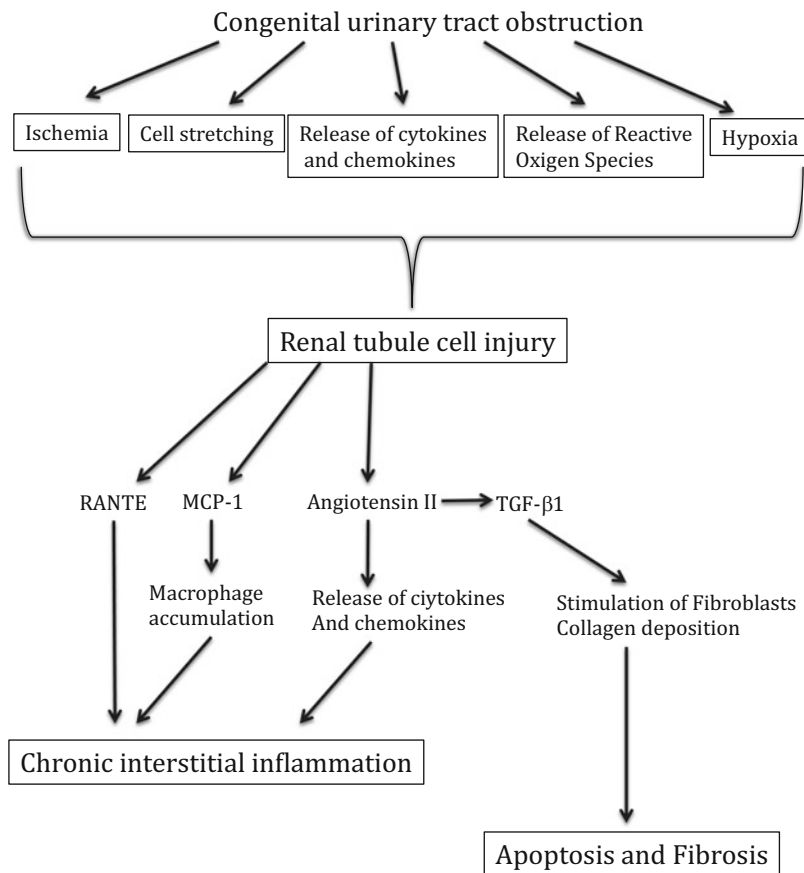 Congenital urinary tract obstruction
Ischemia
Cell stretching
Release of cytokines
and chemokines
Release of Reactive
Oxigen Species
Hypoxia
Renal tubule cell injury
RANTE
MCP-1
Angiotensin II
TGF-β1
Macrophage
accumulation
Release of ciytokines
And chemokines
Stimulation of Fibroblasts
Collagen deposition
Chronic interstitial inflammation
Apoptosis and Fibrosis